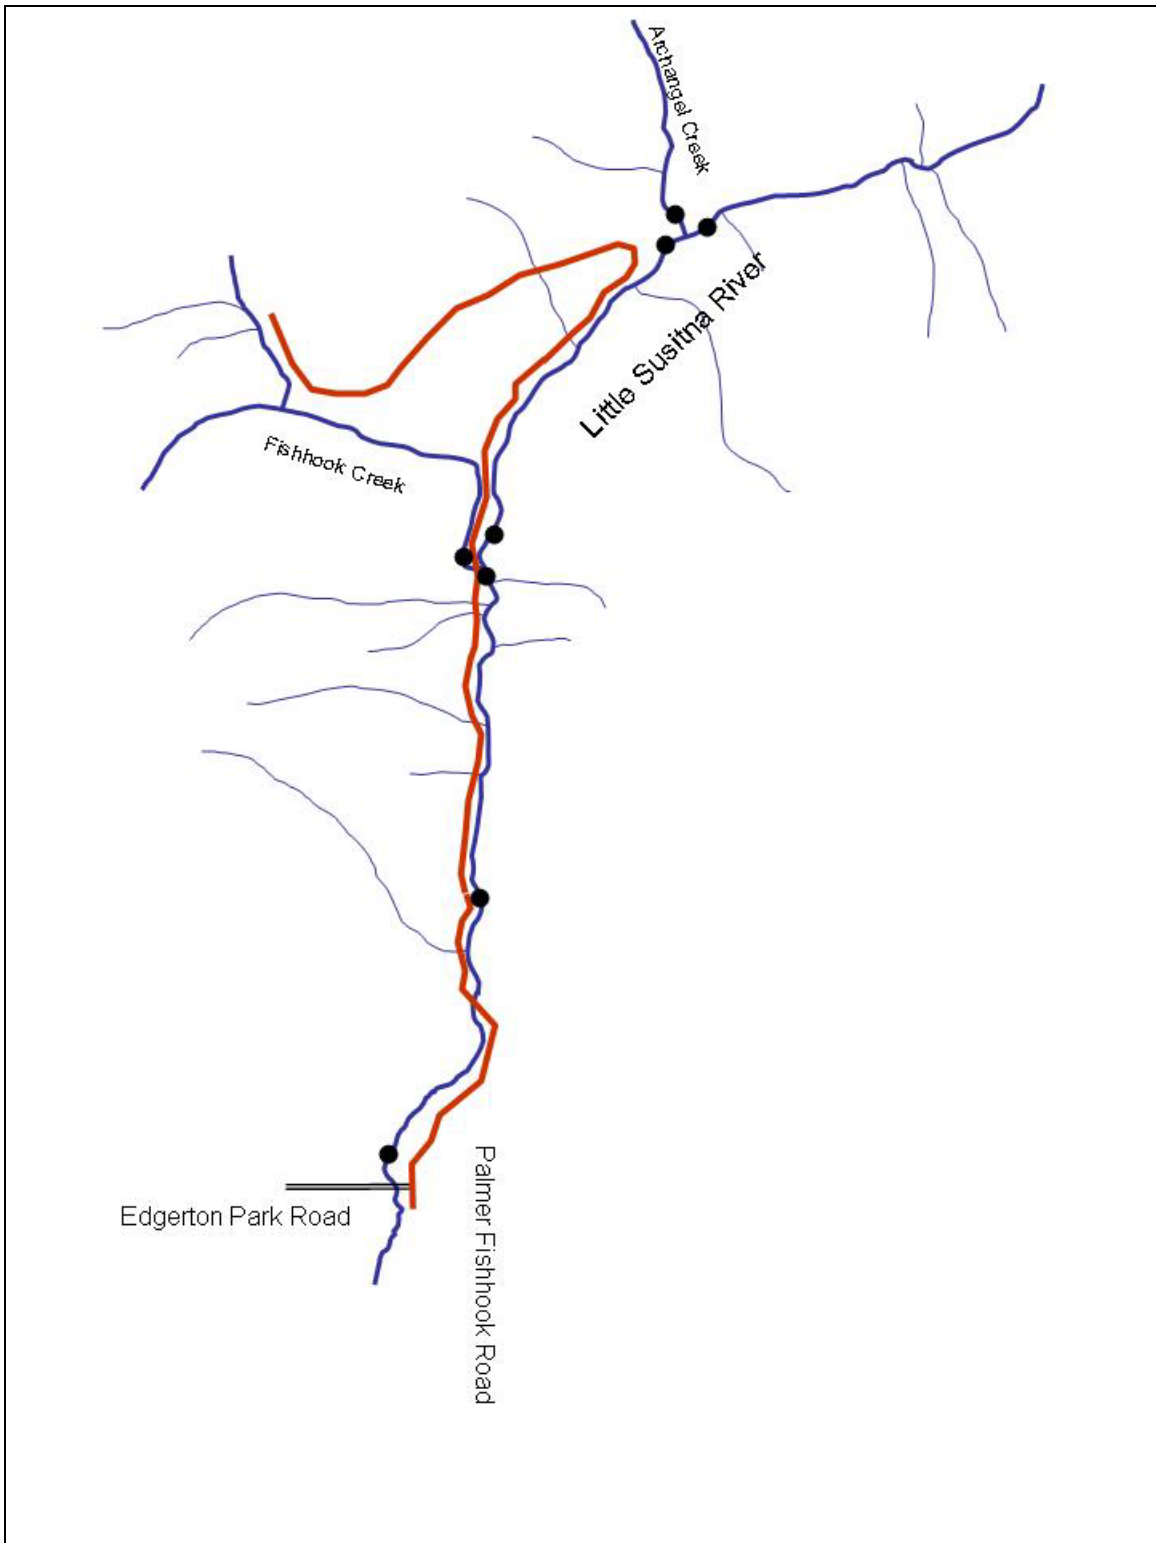 Archangel Creek
Little Susitna River
Fishhook Creek
Edgerton Park Road
Palmer Fishhook Road